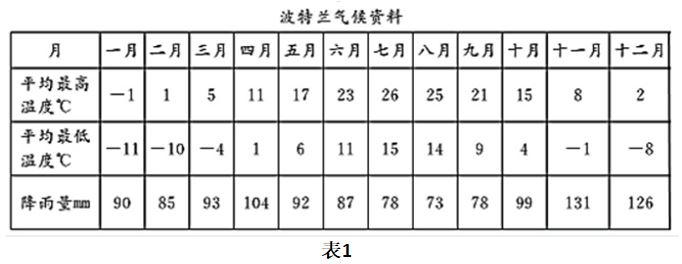 波特兰气候资料
月 一月 二月 三月 四月 五月 六月 七月 八月 九月 十月 十一月 十二月
平均最高温度℃ －1 1 5 11 17 23 26 25 21 15 8 2
平均最低温度℃ －11 －10 －4 1 6 11 15 14 9 4 －1 －8
降雨量mm 90 85 93 104 92 87 78 73 78 99 131 126
表1